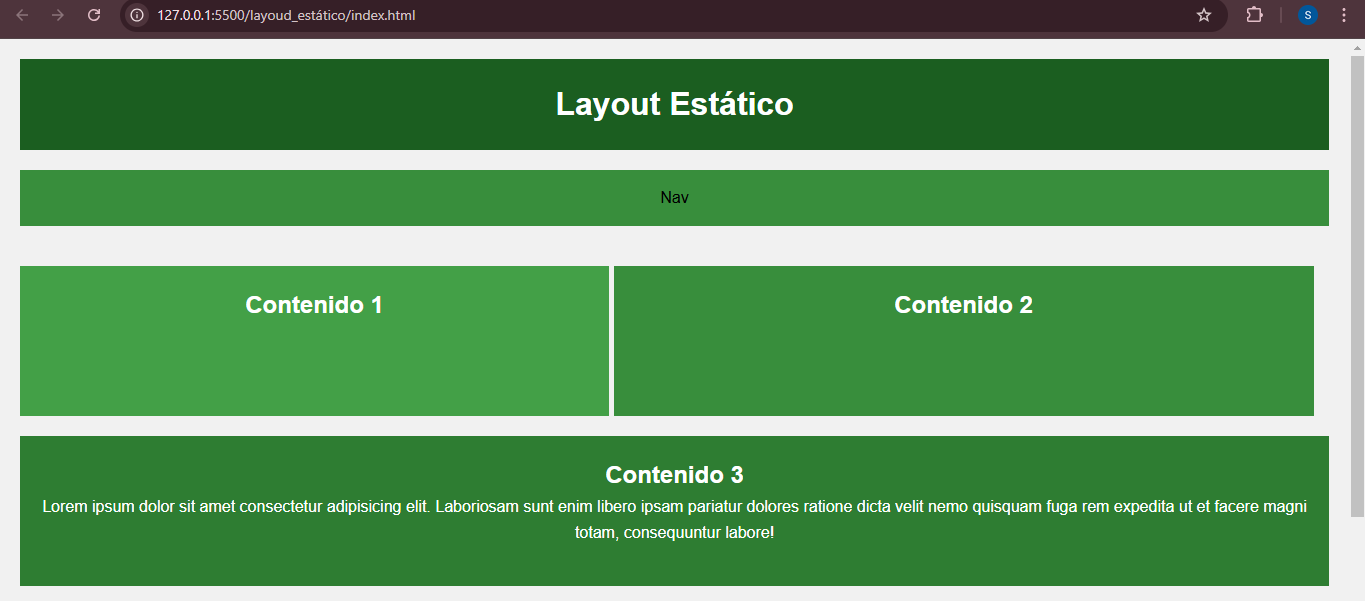 127.0.0.1:5500/layoud_estático/index.html
S
Layout Estático
Nav
Contenido 1
Contenido 2
Contenido 3
Lorem ipsum dolor sit amet consectetur adipisicing elit. Laboriosam sunt enim libero ipsam pariatur dolores ratione dicta velit nemo quisquam fuga rem expedita ut et facere magni
totam, consequuntur labore!